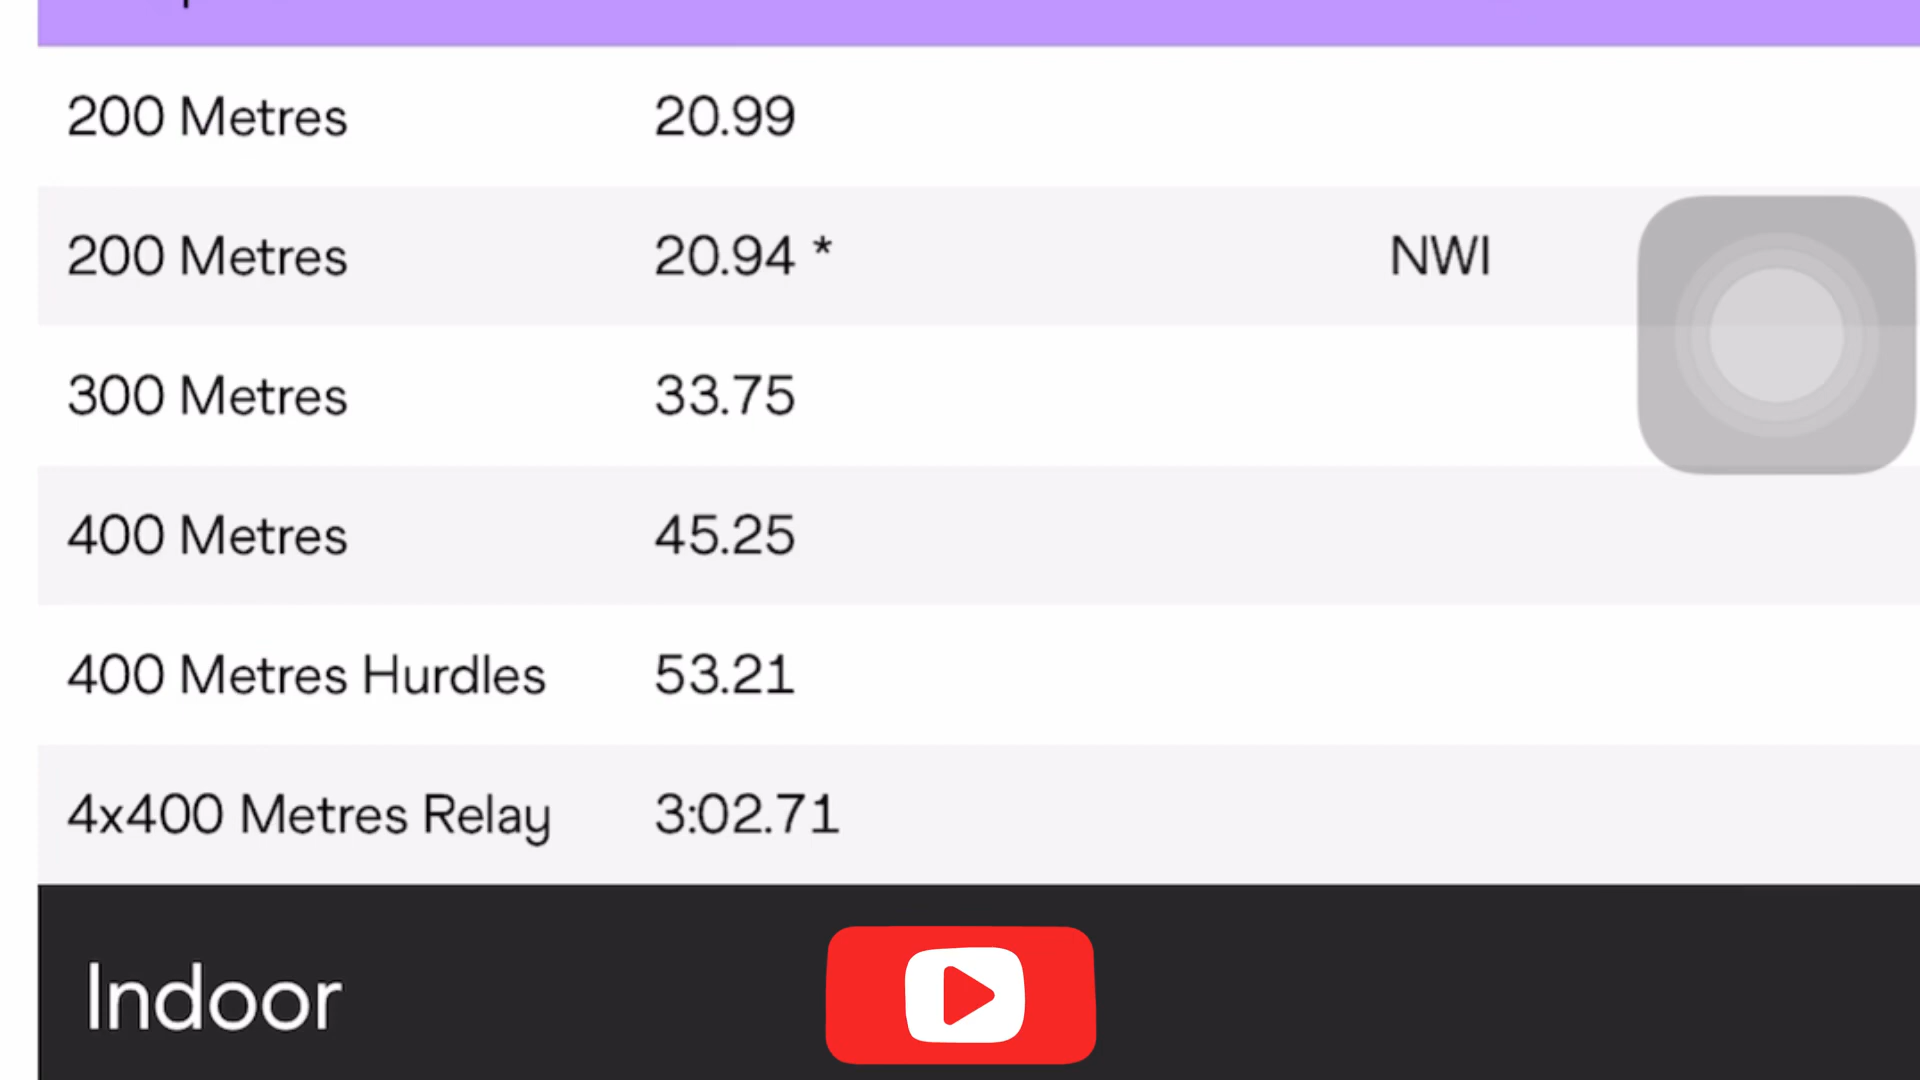 200 Metres 20.99
200 Metres 20.94 * NWI
300 Metres 33.75
400 Metres 45.25
400 Metres Hurdles 53.21
4x400 Metres Relay 3:02.71
Indoor